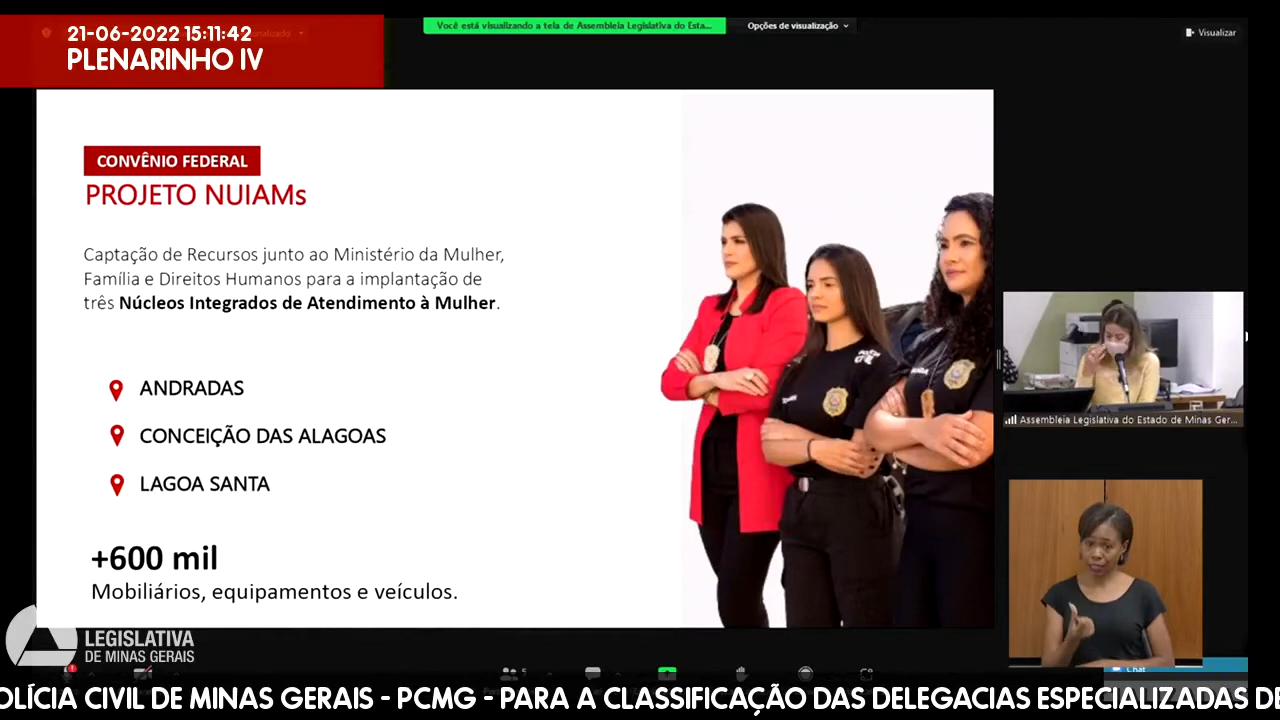 21-06-2022 15:11:42
PLENARINHO IV
Você está visualizando a tela de Assembleia Legislativa do Esta...
Opções de visualização
Visualizar
CONVÊNIO FEDERAL
PROJETO NUIAMs
Captação de Recursos junto ao Ministério da Mulher,
Família e Direitos Humanos para a implantação de
três Núcleos Integrados de Atendimento à Mulher.
ANDRADAS
CONCEIÇÃO DAS ALAGOAS
LAGOA SANTA
+600 mil
Mobiliários, equipamentos e veículos.
Assembleia Legislativa do Estado de Minas Ger...
LEGISLATIVA
DE MINAS GERAIS
Chat
OLÍCIA CIVIL DE MINAS GERAIS - PCMG - PARA A CLASSIFICAÇÃO DAS DELEGACIAS ESPECIALIZADAS DE